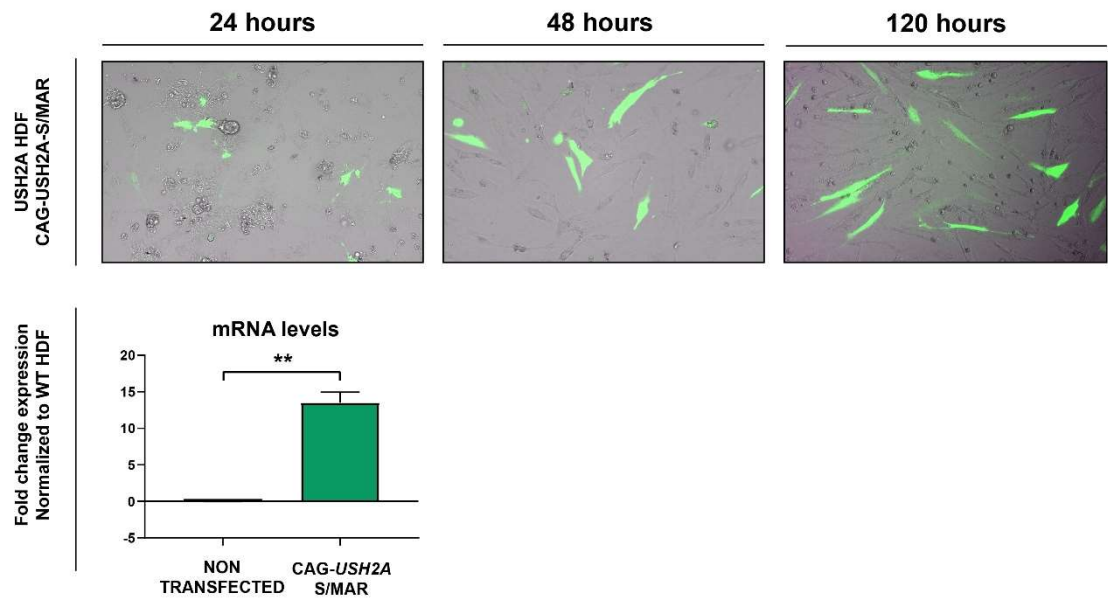 24 hours
48 hours
120 hours
USH2A HDF
CAG-USH2A-S/MAR
mRNA levels
Fold change expression
Normalized to WT HDF
**
20
15
10
5
0
-5
NON
TRANSFECTED
CAG-USH2A
S/MAR